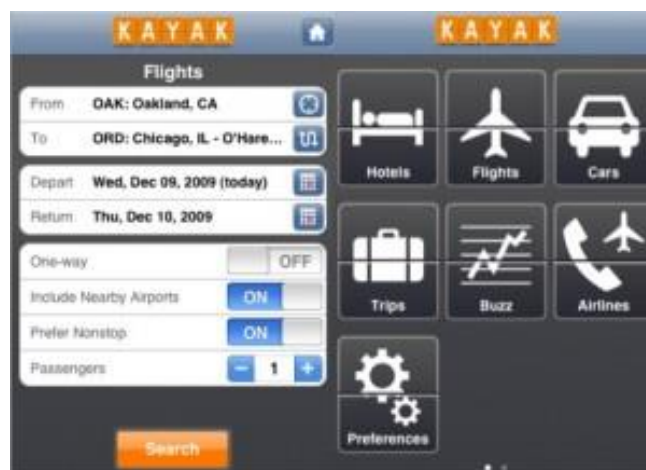 KAYAK
Flights
From OAK: Oakland, CA
To ORD: Chicago, IL - O'Hare...
Depart Wed, Dec 09, 2009 (today)
Return Thu, Dec 10, 2009
One-way OFF
Include Nearby Airports ON
Prefer Nonstop ON
Passengers 1
Search
KAYAK
Hotels Flights Cars
Trips Buzz Airlines
Preferences